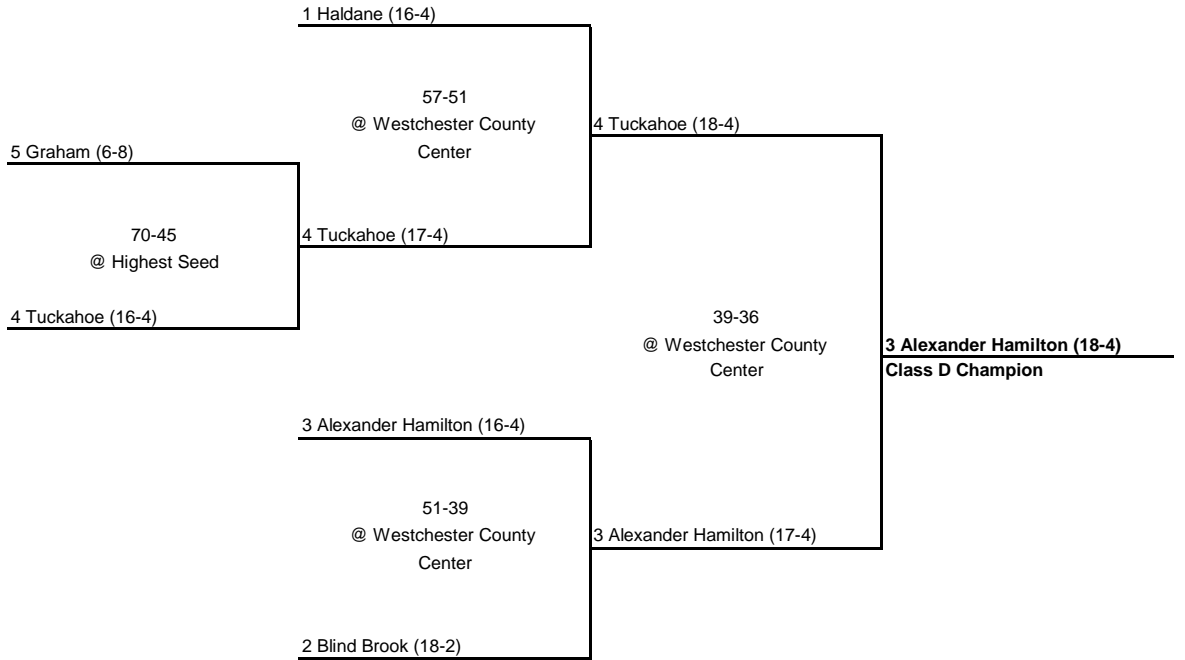 1 Haldane (16-4)
57-51
@ Westchester County
Center
4 Tuckahoe (18-4)
5 Graham (6-8)
70-45
@ Highest Seed
4 Tuckahoe (17-4)
4 Tuckahoe (16-4)
39-36
@ Westchester County
Center
3 Alexander Hamilton (18-4)
Class D Champion
3 Alexander Hamilton (16-4)
51-39
@ Westchester County
Center
3 Alexander Hamilton (17-4)
2 Blind Brook (18-2)